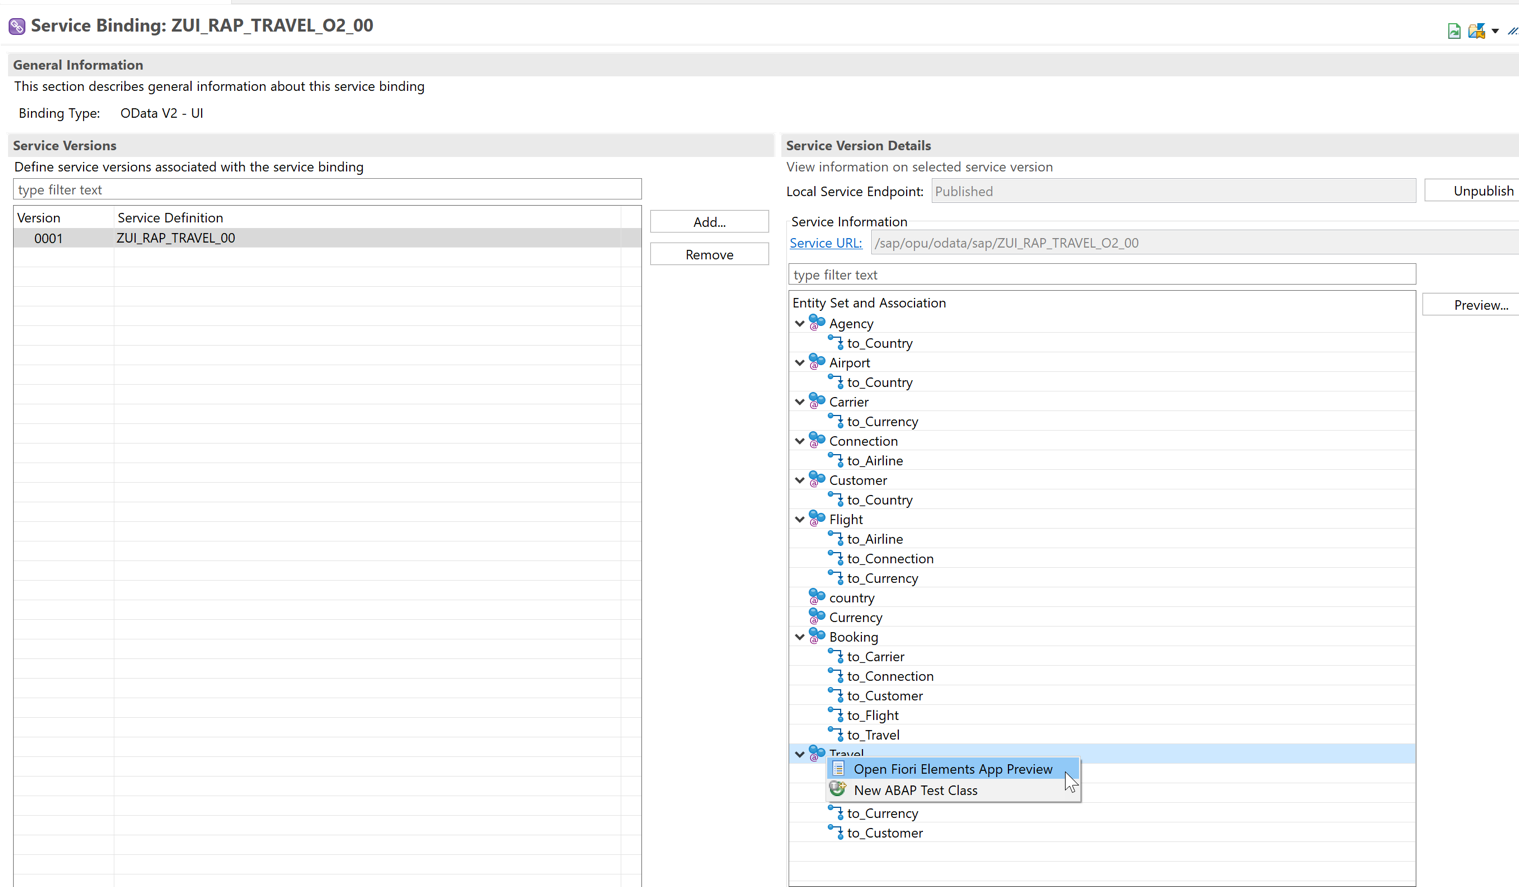 Service Binding: ZUI_RAP_TRAVEL_O2_00
General Information
This section describes general information about this service binding
Binding Type: OData V2 - UI
Service Versions
Define service versions associated with the service binding
type filter text
Version Service Definition
0001 ZUI_RAP_TRAVEL_00
Add...
Remove
Service Version Details
View information on selected service version
Local Service Endpoint: Published Unpublish
Service Information
Service URL: /sap/opu/odata/sap/ZUI_RAP_TRAVEL_O2_00
type filter text
Entity Set and Association
Preview...
Agency
to_Country
Airport
to_Country
Carrier
to_Currency
Connection
to_Airline
Customer
to_Country
Flight
to_Airline
to_Connection
to_Currency
country
Currency
Booking
to_Carrier
to_Connection
to_Customer
to_Flight
to_Travel
Travel
Open Fiori Elements App Preview
New ABAP Test Class
to_Currency
to_Customer